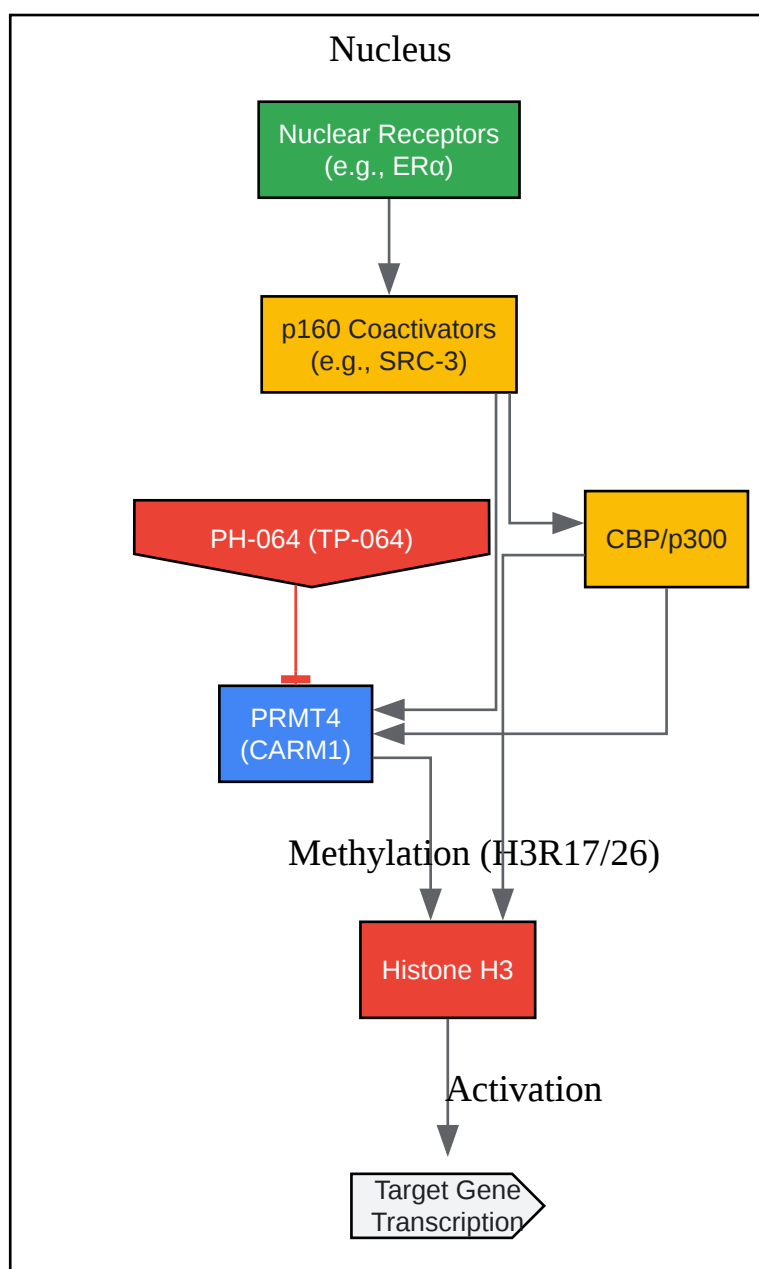 Nucleus
Nuclear Receptors
(e.g., ERα)
p160 Coactivators
(e.g., SRC-3)
PH-064 (TP-064)
CBP/p300
PRMT4
(CARM1)
Methylation (H3R17/26)
Histone H3
Activation
Target Gene
Transcription